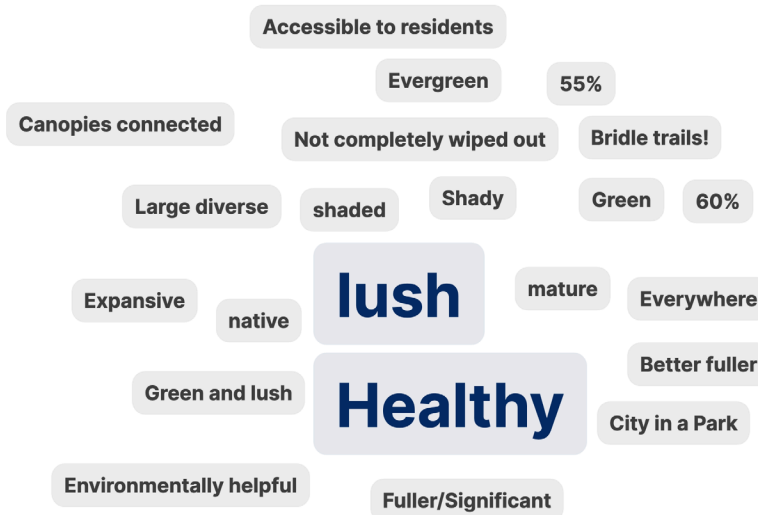 Accessible to residents
Evergreen
55%
Canopies connected
Not completely wiped out
Bridle trails!
Large diverse
shaded
Shady
Green
60%
lush
mature
Expansive
native
Everywhere
Better fuller
Green and lush
Healthy
City in a Park
Environmentally helpful
Fuller/Significant